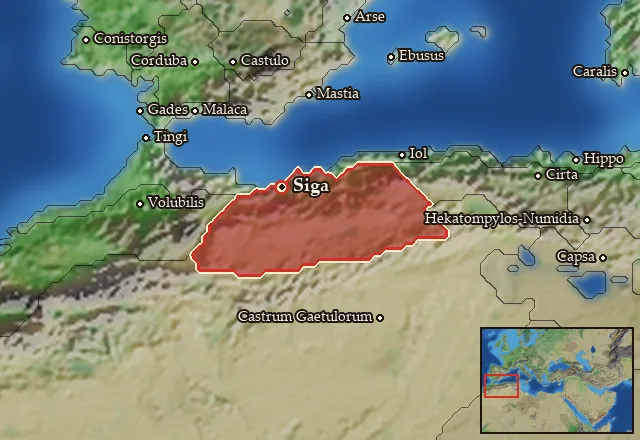 Arse
Conistorgis
Corduba
Castulo
Ebusus
Caralis
Mastia
Gades
Malaca
Tingi
Iol
Hippo
Cirta
Siga
Volubilis
Hekatompylos-Numidia
Capsa
Castrum Gaetulorum